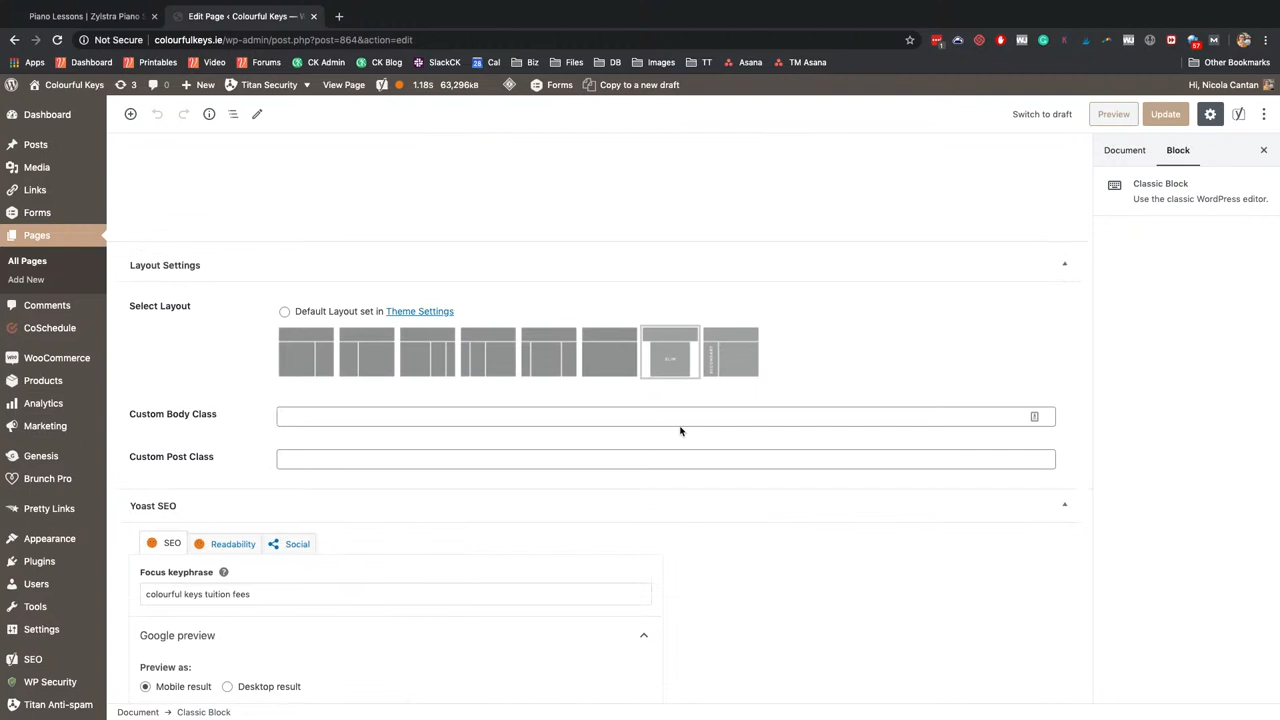 Piano Lessons | Zylstra Piano
Edit Page ‹ Colourful Keys —
Not Secure
colourfulkeys.ie/wp-admin/post.php?post=864&action=edit
Apps
Dashboard
Printables
Video
Forums
CK Admin
CK Blog
SlackCK
Cal
Biz
Files
DB
Images
TT
Asana
TM Asana
Other Bookmarks
Colourful Keys
3
0
New
Titan Security
View Page
1.18s
63,296kB
Forms
Copy to a new draft
Hi, Nicola Cantan
Switch to draft
Preview
Update
Dashboard
Posts
Media
Links
Forms
Pages
All Pages
Add New
Comments
CoSchedule
WooCommerce
Products
Analytics
Marketing
Genesis
Brunch Pro
Pretty Links
Appearance
Plugins
Users
Tools
Settings
SEO
WP Security
Titan Anti-spam
Document
Block
Classic Block
Use the classic WordPress editor.
Layout Settings
Select Layout
Default Layout set in Theme Settings
SLIM
Custom Body Class
Custom Post Class
Yoast SEO
SEO
Readability
Social
Focus keyphrase
colourful keys tuition fees
Google preview
Preview as:
Mobile result
Desktop result
Document → Classic Block